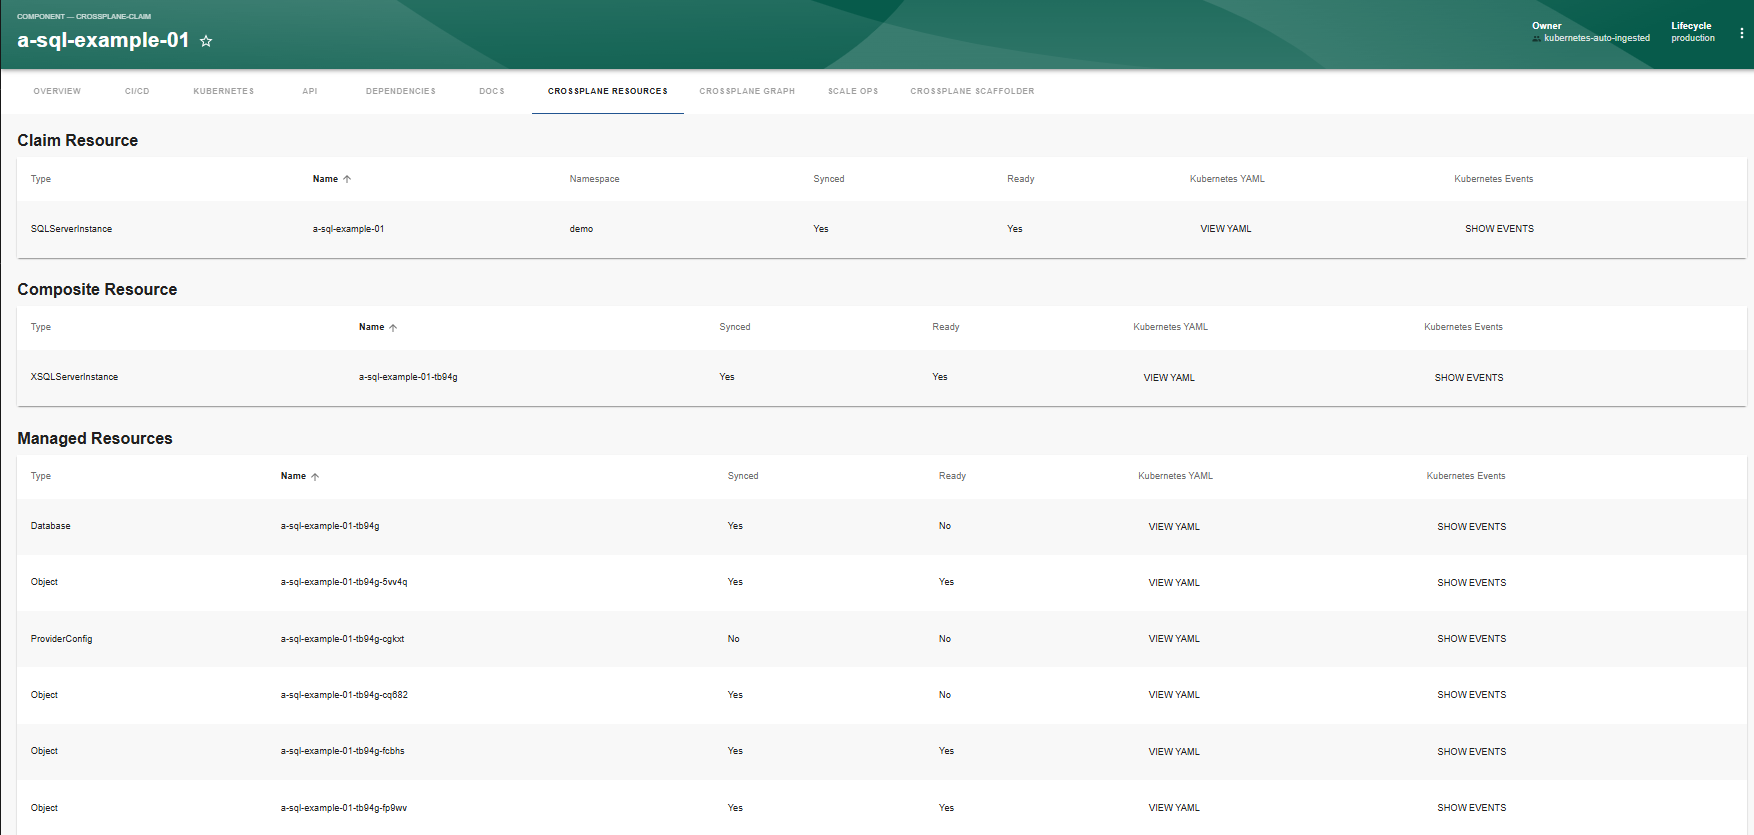 COMPONENT — CROSSPLANE-CLAIM
a-sql-example-01
Owner
kubernetes-auto-ingested
Lifecycle
production
OVERVIEW CI/CD KUBERNETES API DEPENDENCIES DOCS CROSSPLANE RESOURCES CROSSPLANE GRAPH SCALE OPS CROSSPLANE SCAFFOLDER
Claim Resource
Type Name Namespace Synced Ready Kubernetes YAML Kubernetes Events
SQLServerInstance a-sql-example-01 demo Yes Yes VIEW YAML SHOW EVENTS
Composite Resource
Type Name Synced Ready Kubernetes YAML Kubernetes Events
XSQLServerInstance a-sql-example-01-tb94g Yes Yes VIEW YAML SHOW EVENTS
Managed Resources
Type Name Synced Ready Kubernetes YAML Kubernetes Events
Database a-sql-example-01-tb94g Yes No VIEW YAML SHOW EVENTS
Object a-sql-example-01-tb94g-5vv4q Yes Yes VIEW YAML SHOW EVENTS
ProviderConfig a-sql-example-01-tb94g-cgkxt No No VIEW YAML SHOW EVENTS
Object a-sql-example-01-tb94g-cq682 Yes No VIEW YAML SHOW EVENTS
Object a-sql-example-01-tb94g-fcbhs Yes Yes VIEW YAML SHOW EVENTS
Object a-sql-example-01-tb94g-fp9wv Yes Yes VIEW YAML SHOW EVENTS